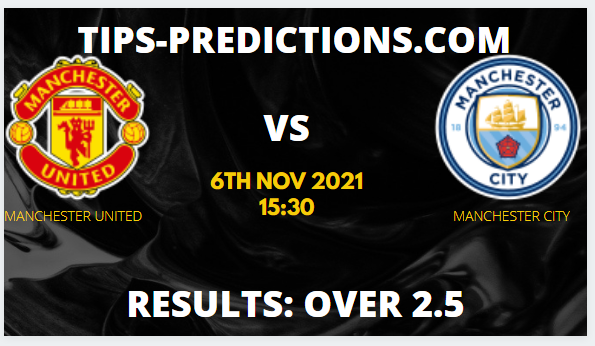 TIPS-PREDICTIONS.COM
MANCHESTER
UNITED
VS
MANCHESTER
18 94
CITY
6TH NOV 2021
15:30
MANCHESTER UNITED
MANCHESTER CITY
RESULTS: OVER 2.5